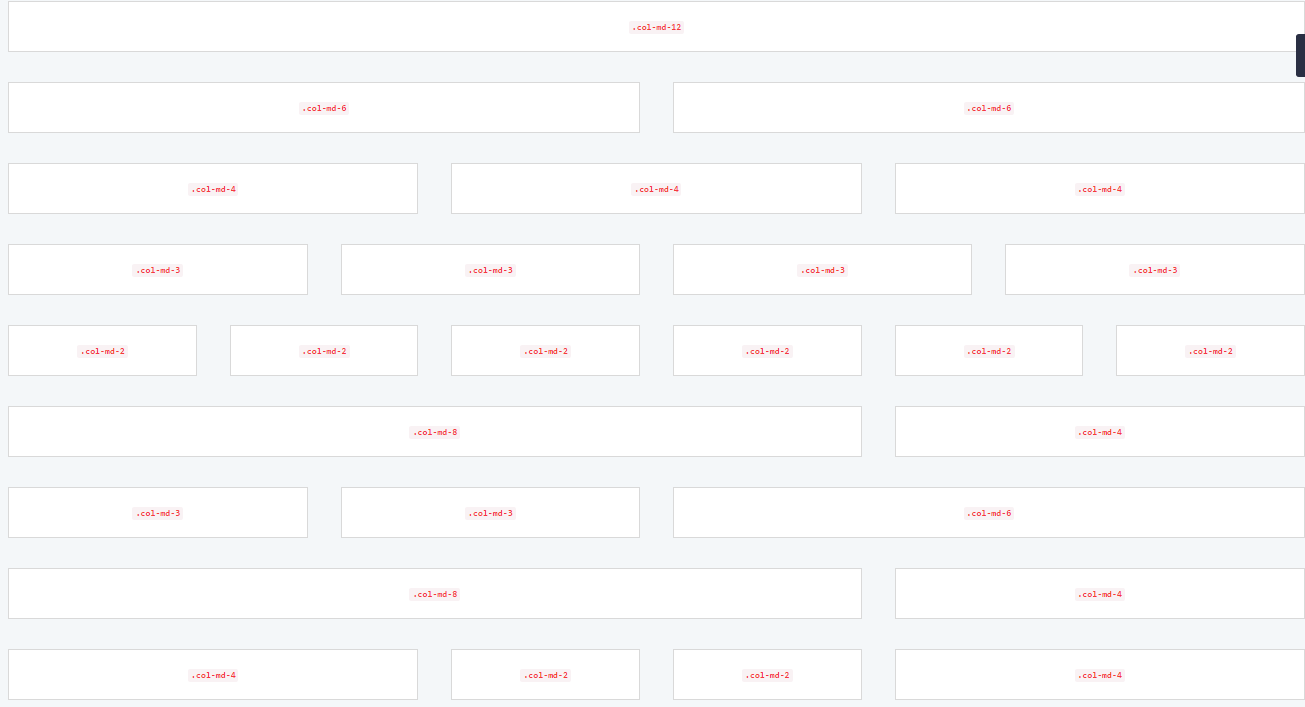 .col-md-12
.col-md-6 .col-md-6
.col-md-4 .col-md-4 .col-md-4
.col-md-3 .col-md-3 .col-md-3 .col-md-3
.col-md-2 .col-md-2 .col-md-2 .col-md-2 .col-md-2 .col-md-2
.col-md-8 .col-md-4
.col-md-3 .col-md-3 .col-md-6
.col-md-8 .col-md-4
.col-md-4 .col-md-2 .col-md-2 .col-md-4